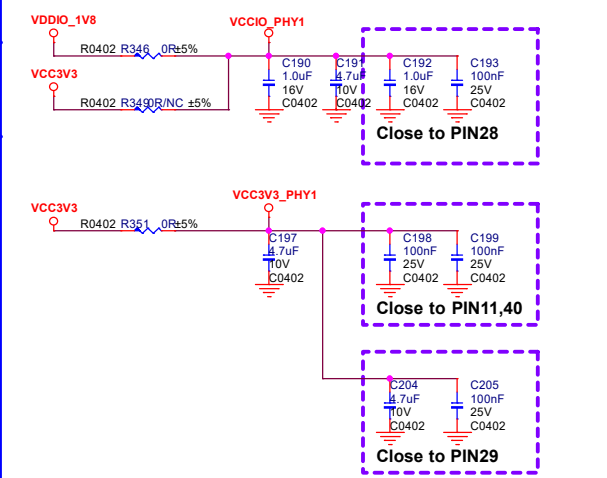 VDDIO_1V8
VCCIO_PHY1
R0402 R346 0R±5%
VCC3V3
R0402 R349 0R/NC ±5%
C190
1.0uF
16V
C0402
C191
4.7uF
10V
C0402
C192
1.0uF
16V
C0402
C193
100nF
25V
C0402
Close to PIN28
VCC3V3
VCC3V3_PHY1
R0402 R351 0R±5%
C197
4.7uF
10V
C0402
C198
100nF
25V
C0402
C199
100nF
25V
C0402
Close to PIN11,40
C204
4.7uF
10V
C0402
C205
100nF
25V
C0402
Close to PIN29